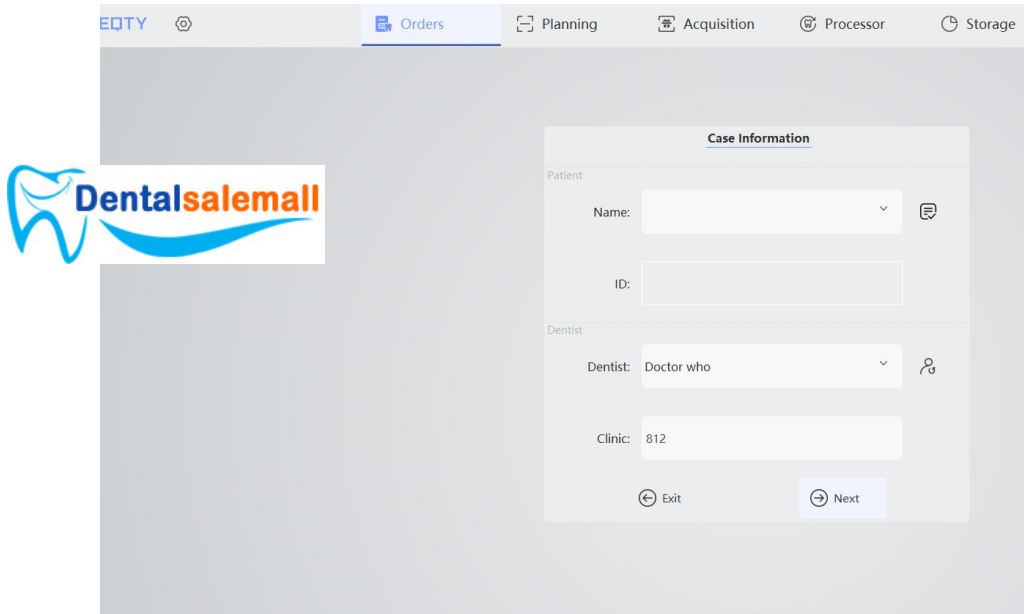 EQTY
Orders
Planning
Acquisition
Processor
Storage
Case Information
Patient
Name:
ID:
Dentist
Dentist: Doctor who
Clinic: 812
Exit
Next
Dentalsalemall